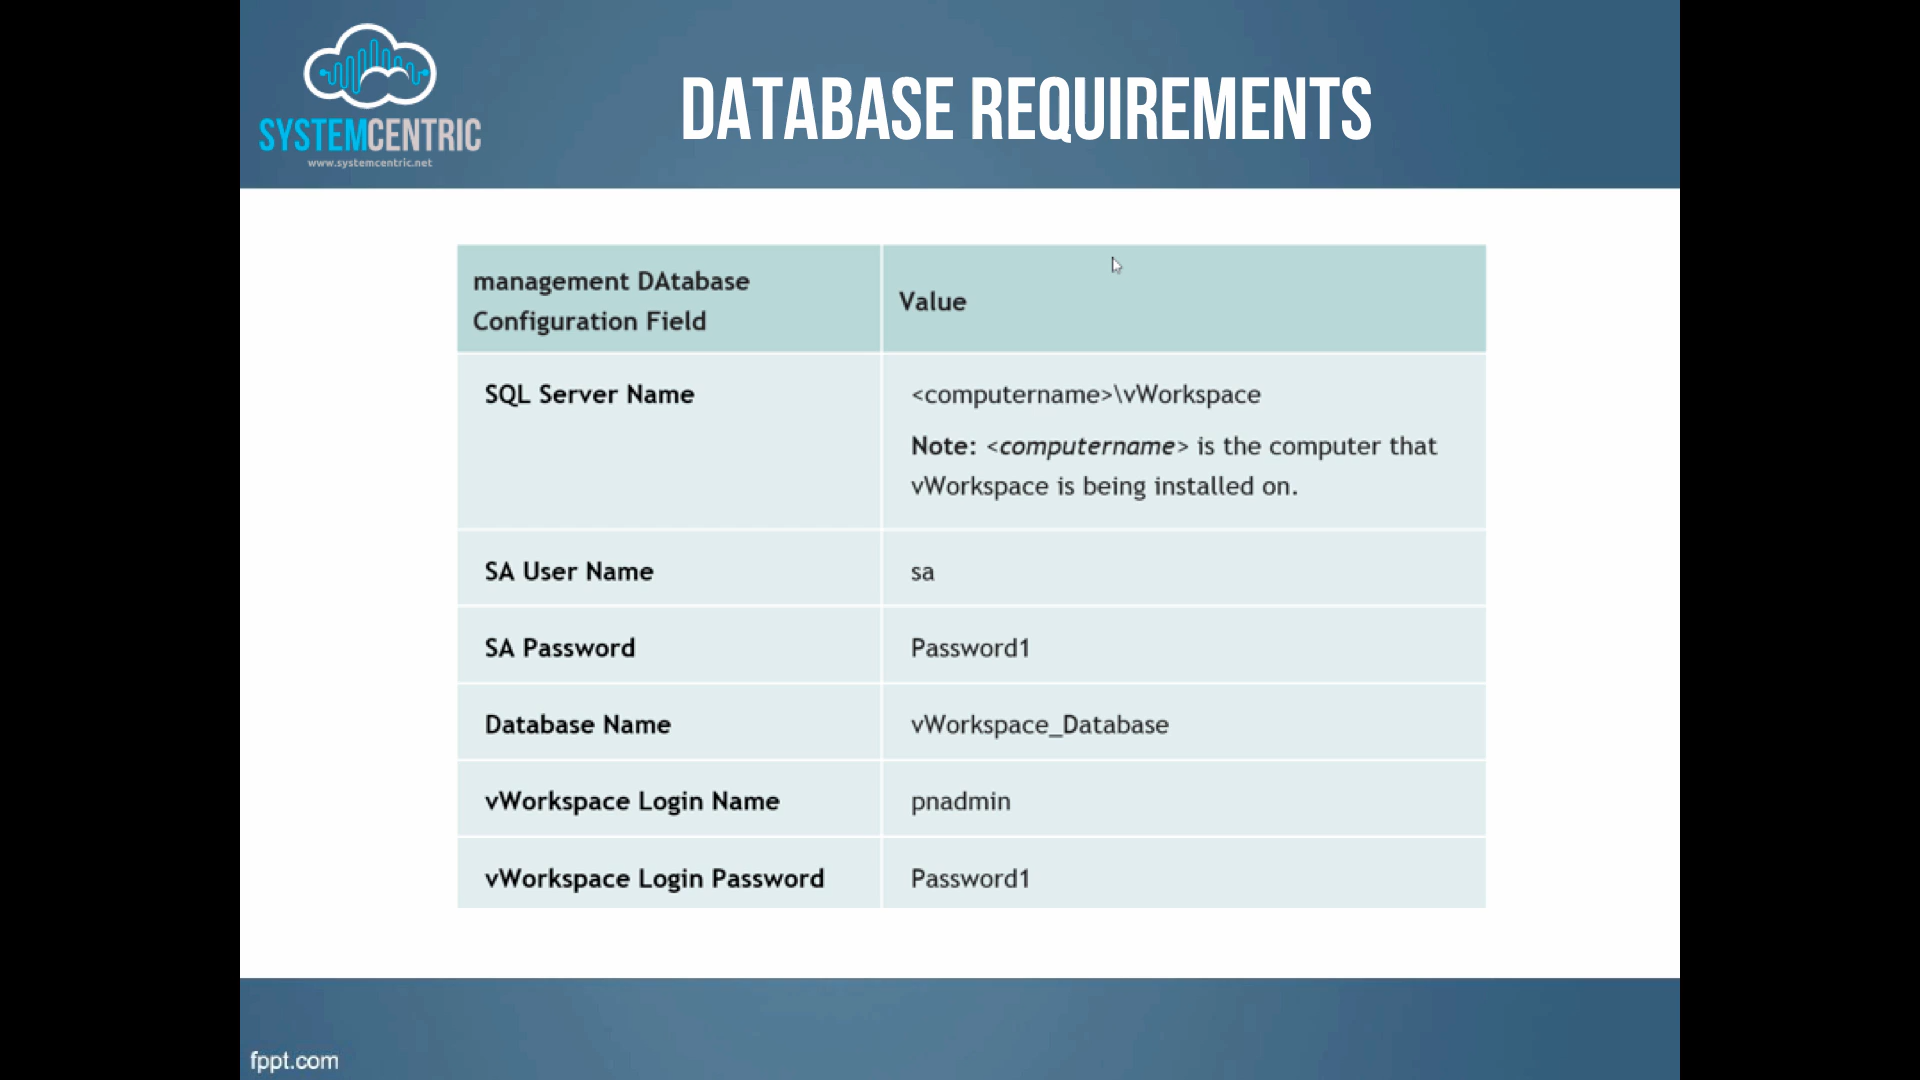 SYSTEMCENTRIC
www.systemcentric.net
DATABASE REQUIREMENTS
management DAtabase
Configuration Field
Value
SQL Server Name
<computername>\vWorkspace
Note: <computername> is the computer that
vWorkspace is being installed on.
SA User Name
sa
SA Password
Password1
Database Name
vWorkspace_Database
vWorkspace Login Name
pnadmin
vWorkspace Login Password
Password1
fppt.com